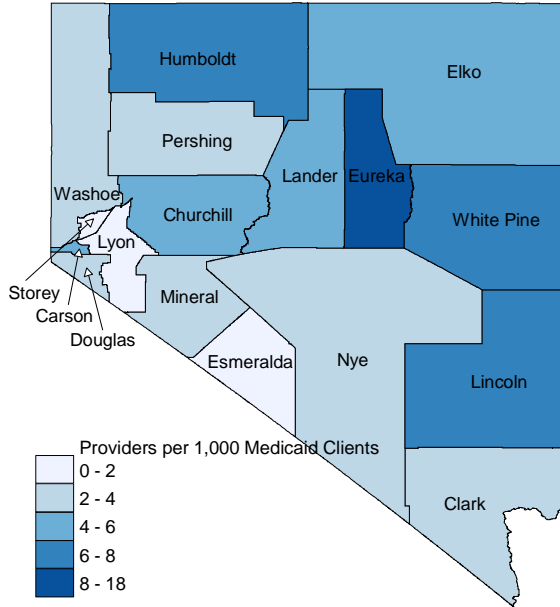 Humboldt
Elko
Pershing
Lander
Eureka
Washoe
Churchill
White Pine
Lyon
Storey
Carson
Douglas
Mineral
Esmeralda
Nye
Lincoln
Clark
Providers per 1,000 Medicaid Clients
0 - 2
2 - 4
4 - 6
6 - 8
8 - 18